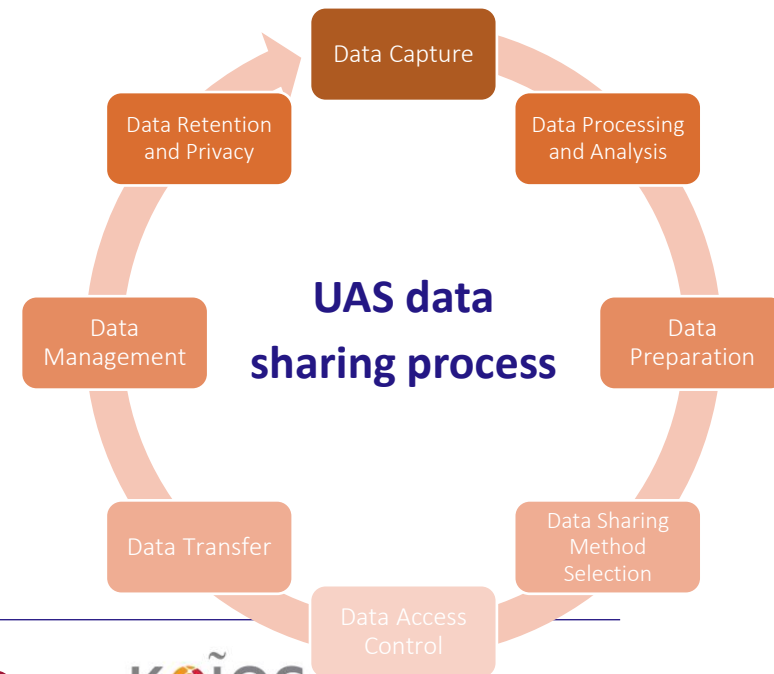 Data Capture
Data Processing
and Analysis
Data
Preparation
Data Sharing
Method
Selection
Data Access
Control
Data Transfer
Data
Management
Data Retention
and Privacy
UAS data
sharing process